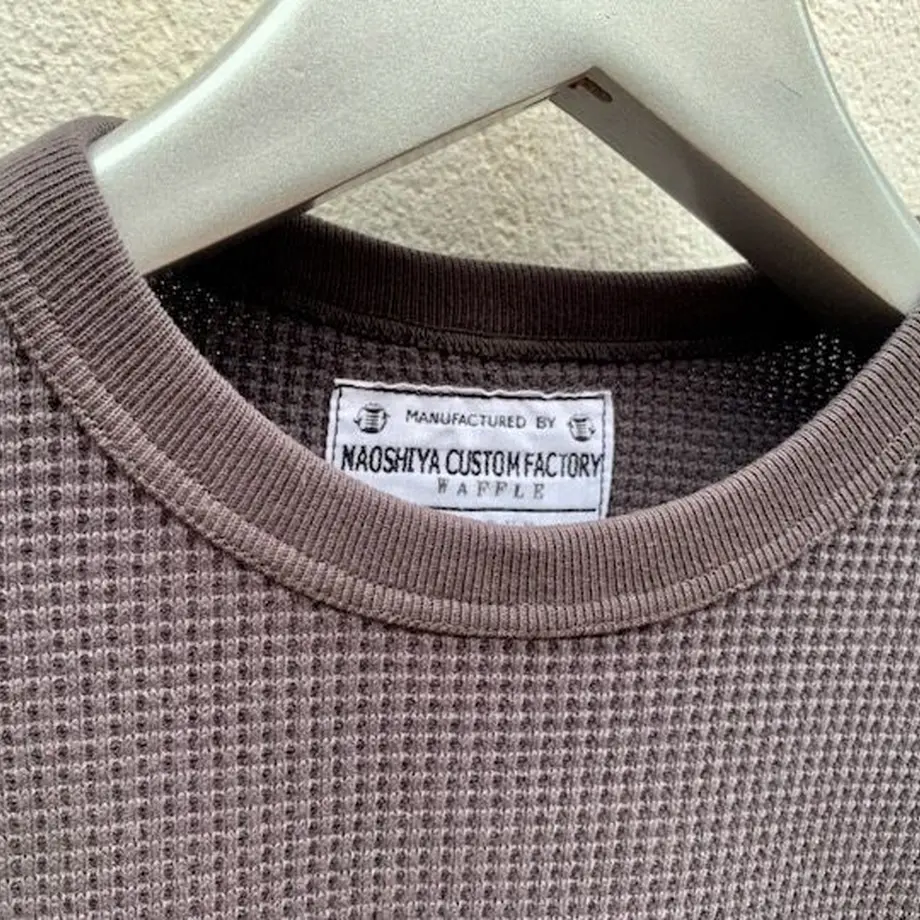 MANUFACTURED BY
NAOSHIYA CUSTOM FACTORY
WAFFLE